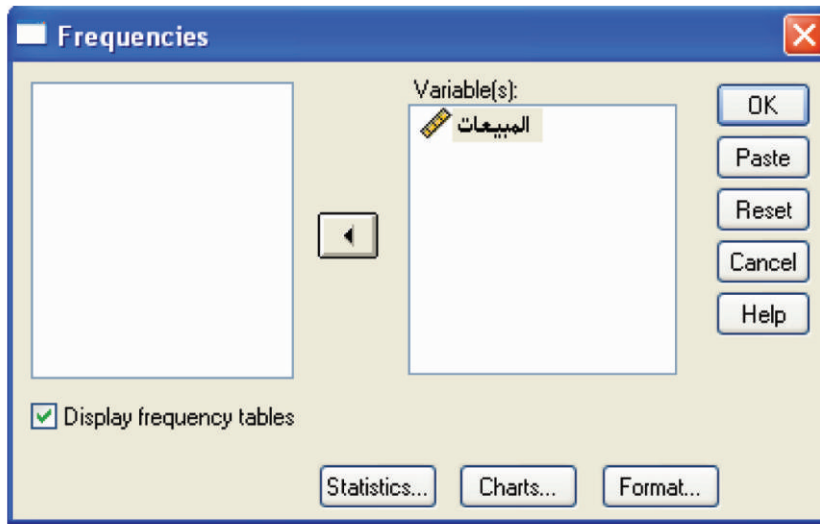 Frequencies
Variable(s):
المبيعات
OK
Paste
Reset
Cancel
Help
Display frequency tables
Statistics...
Charts...
Format...